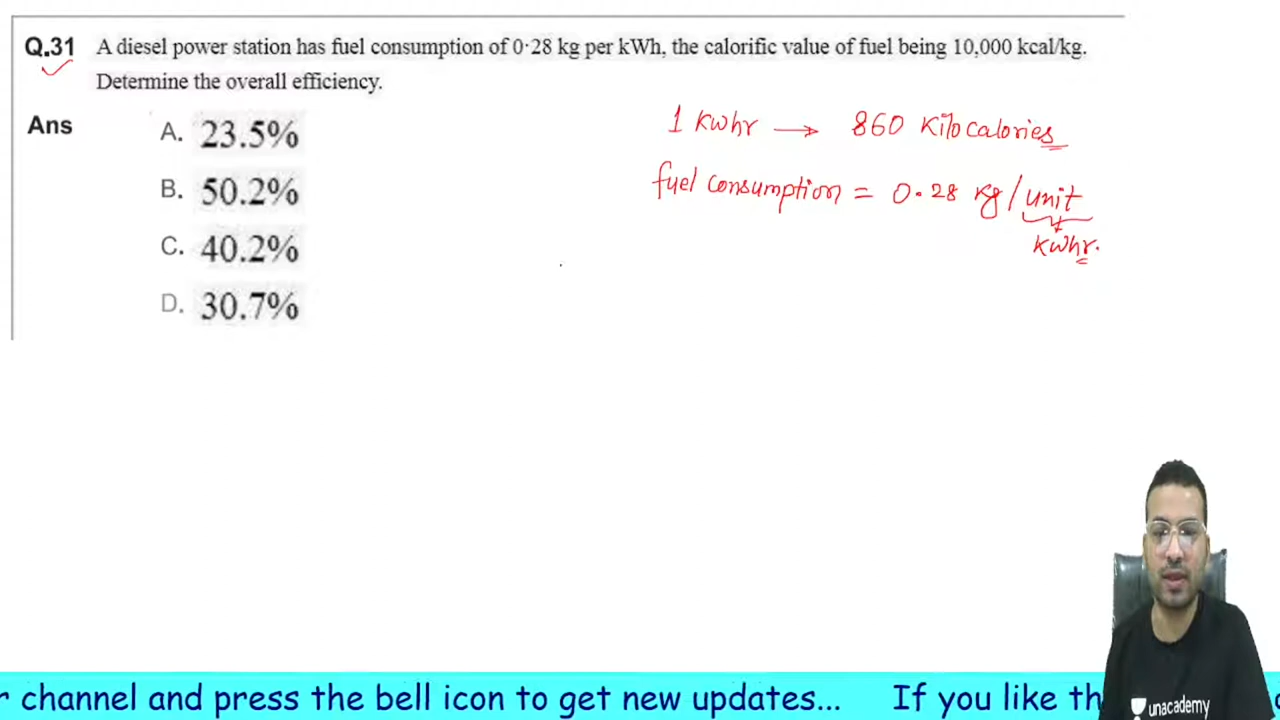 Q.31 A diesel power station has fuel consumption of 0·28 kg per kWh, the calorific value of fuel being 10,000 kcal/kg.
Determine the overall efficiency.
Ans
A. 23.5%
B. 50.2%
C. 40.2%
D. 30.7%
1 kwhr → 860 Kilocalories
fuel consumption = 0.28 kg/unit
kwhr.
r channel and press the bell icon to get new updates... If you like th
unacademy